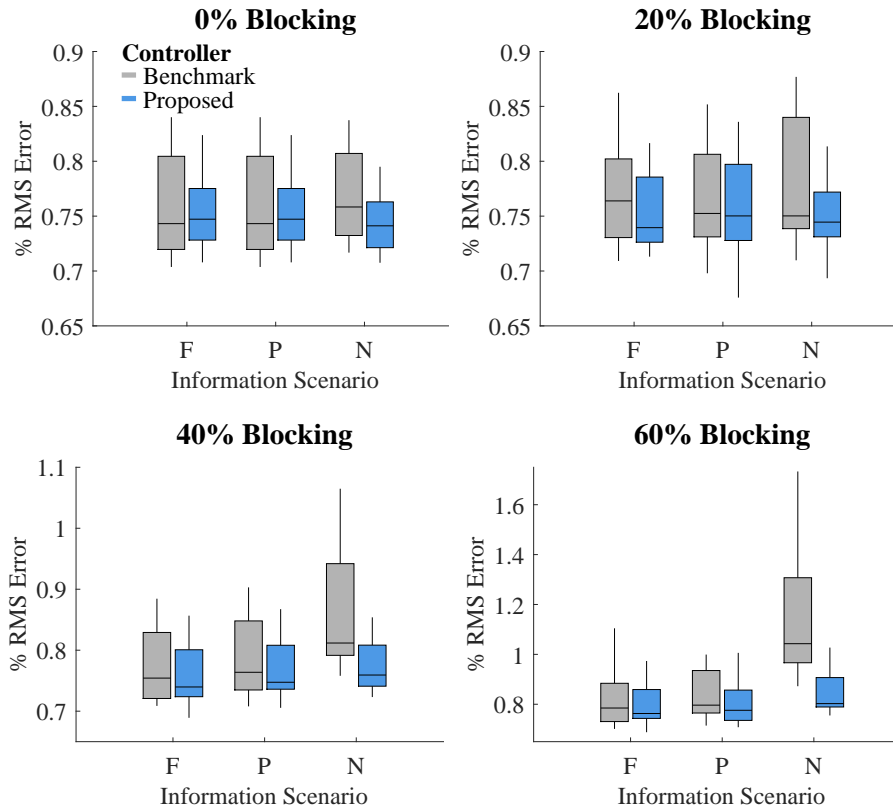 0% Blocking
Controller
Benchmark
Proposed
0.9
0.85
0.8
0.75
0.7
0.65
% RMS Error
F P N
Information Scenario
20% Blocking
0.9
0.85
0.8
0.75
0.7
0.65
% RMS Error
F P N
Information Scenario
40% Blocking
1.1
1
0.9
0.8
0.7
% RMS Error
F P N
Information Scenario
60% Blocking
1.6
1.4
1.2
1
0.8
% RMS Error
F P N
Information Scenario